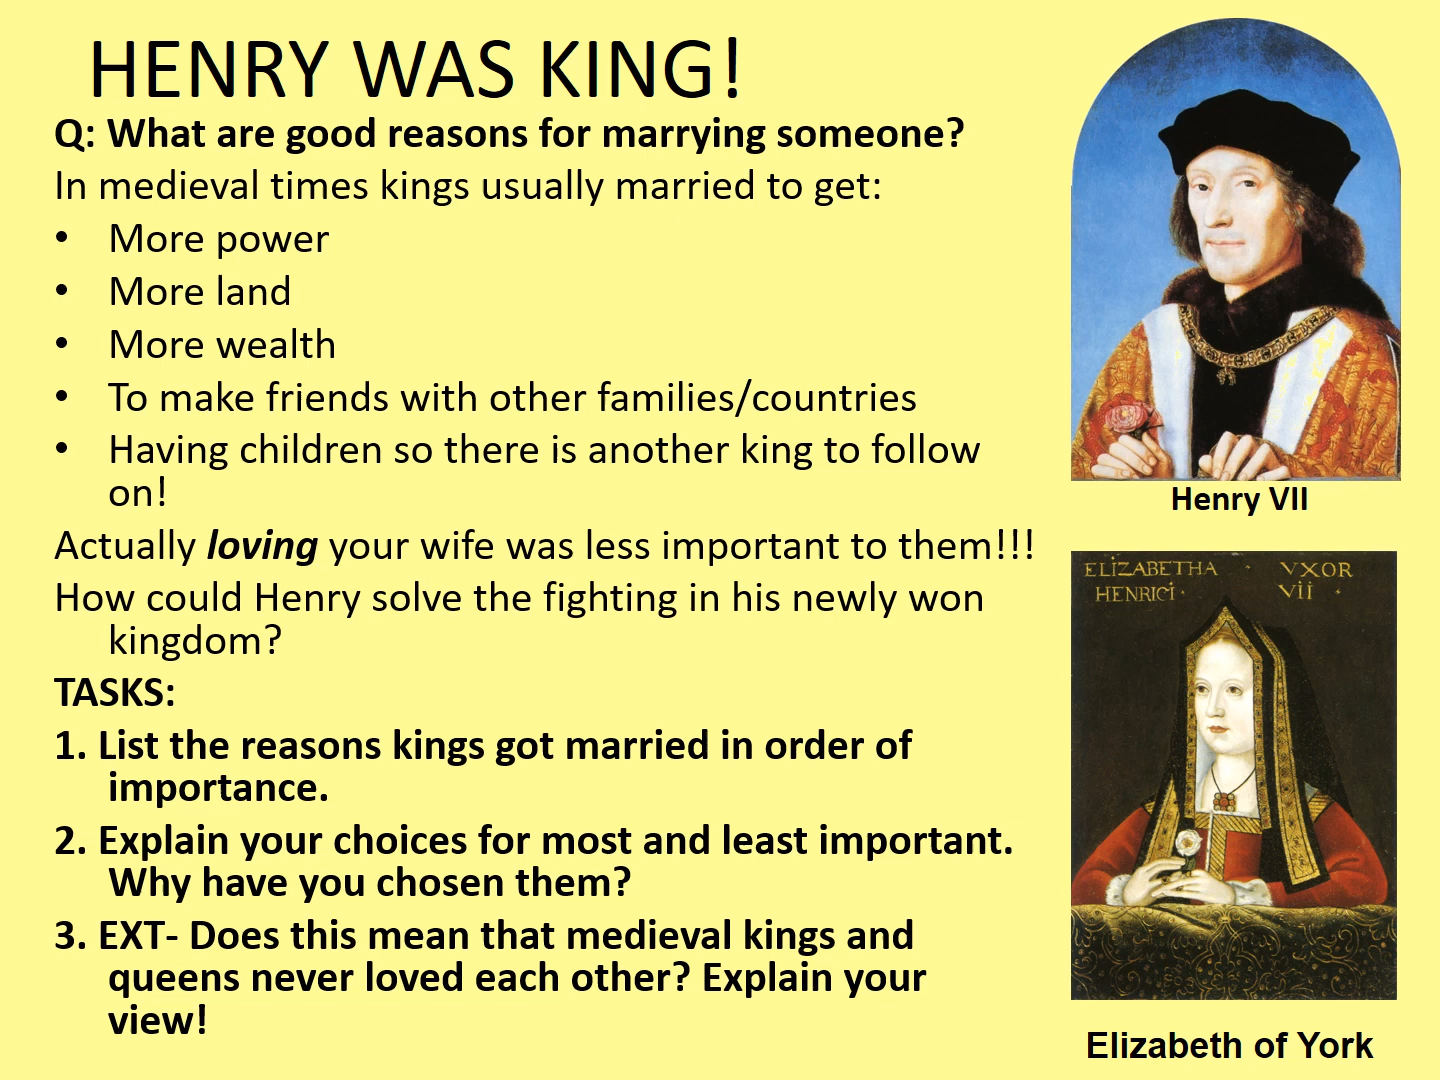 HENRY WAS KING!
Q: What are good reasons for marrying someone?
In medieval times kings usually married to get:
• More power
• More land
• More wealth
• To make friends with other families/countries
• Having children so there is another king to follow
on!
Actually loving your wife was less important to them!!!
How could Henry solve the fighting in his newly won
kingdom?
TASKS:
1. List the reasons kings got married in order of
importance.
2. Explain your choices for most and least important.
Why have you chosen them?
3. EXT- Does this mean that medieval kings and
queens never loved each other? Explain your
view!
Henry VII
ELIZABETHA · VXOR
HENRICI · VII ·
Elizabeth of York